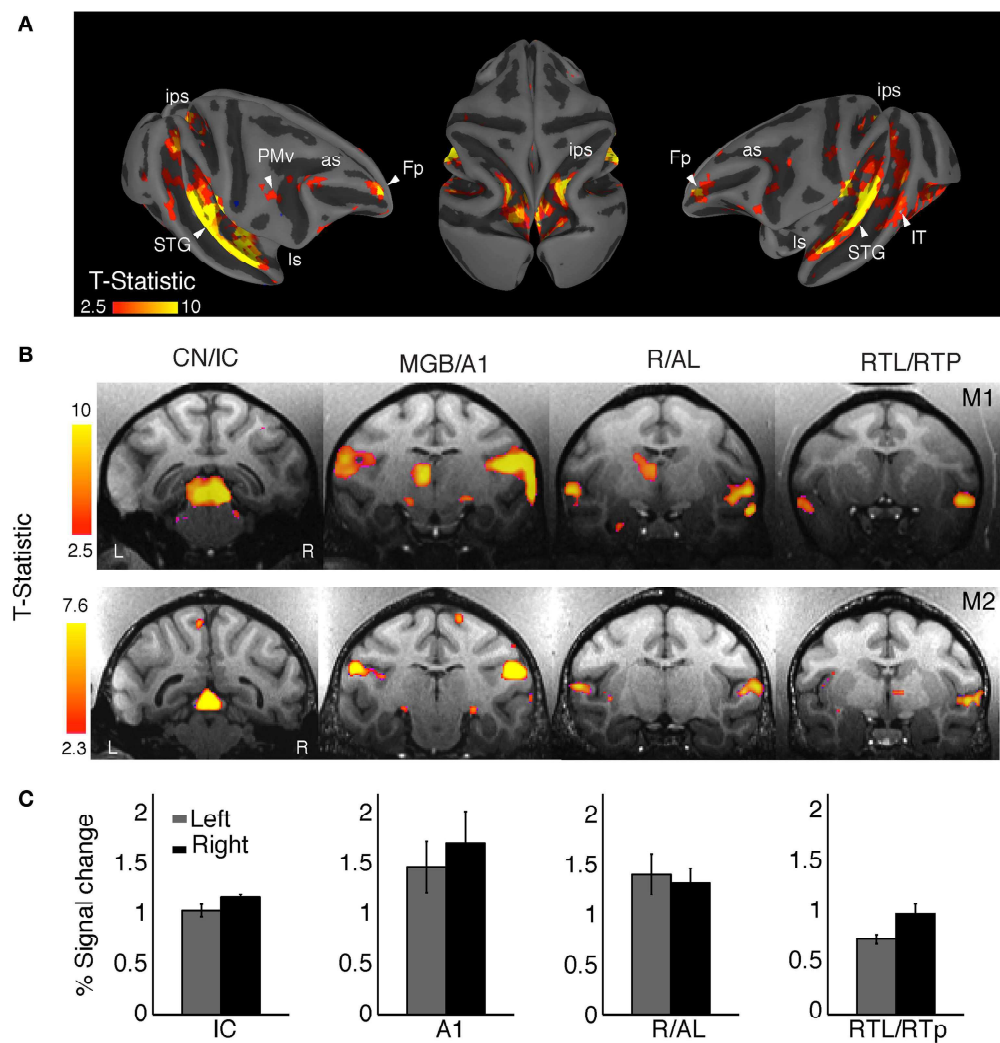 A
ips
PMv
as
Fp
STG
ls
T-Statistic
2.5
10
ips
ips
Fp
as
ls
STG
IT
B
CN/IC
MGB/A1
R/AL
RTL/RTP
M1
10
2.5
L
R
T-Statistic
M2
7.6
2.3
L
R
C
% Signal change
2
1.5
1
0.5
0
Left
Right
IC
2
1.5
1
0.5
0
A1
2
1.5
1
0.5
0
R/AL
2
1.5
1
0.5
0
RTL/RTp